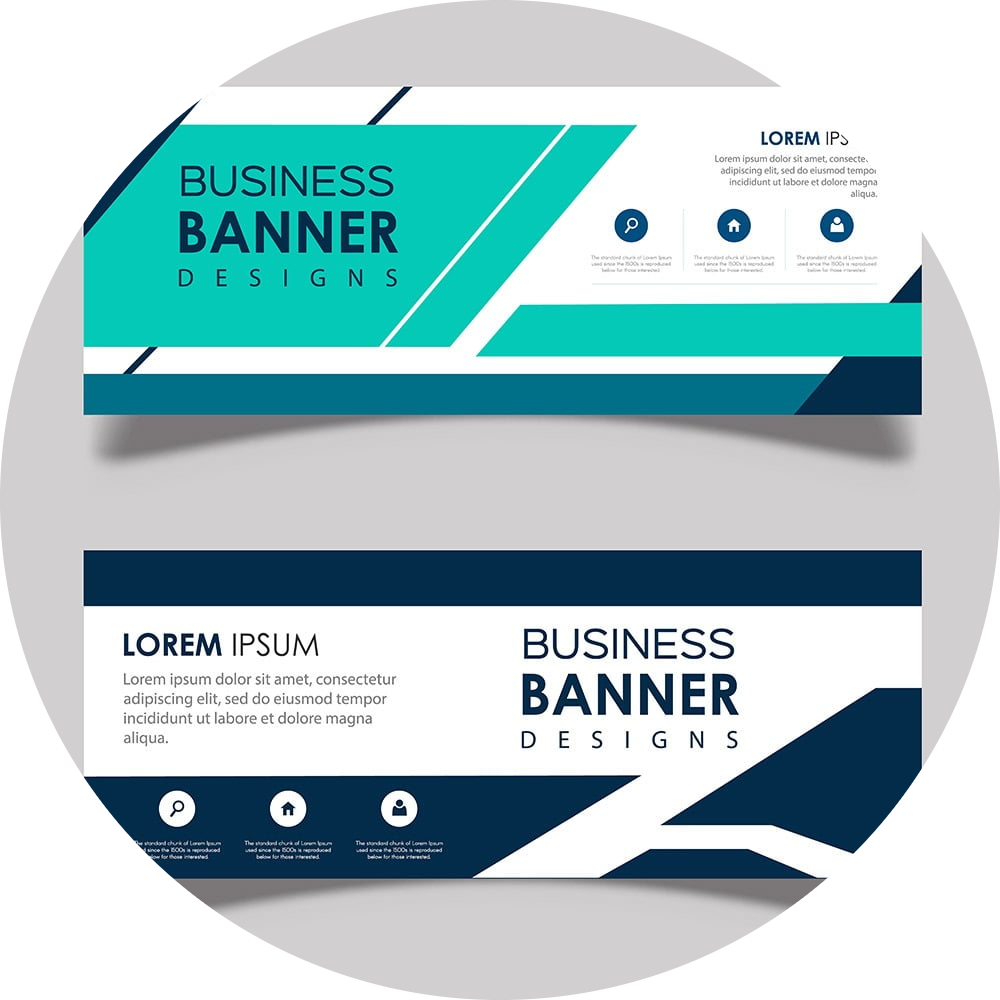 BUSINESS
BANNER
DESIGNS
LOREM IPS
Lorem ipsum dolor sit amet, consecte.
adipiscing elit, sed do eiusmod tempo
incididunt ut labore et dolore magna
aliqua.
The standard chunk of Lorem Ipsum
used since the 1500s is reproduced
below for those interested.
The standard chunk of Lorem Ipsum
used since the 1500s is reproduced
below for those interested.
The standard chunk of Lorem Ipsum
used since the 1500s is reproduced
below for those interested.
LOREM IPSUM
Lorem ipsum dolor sit amet, consectetur
adipiscing elit, sed do eiusmod tempor
incididunt ut labore et dolore magna
aliqua.
BUSINESS
BANNER
DESIGNS
standard chunk of Lorem Ipsum
since the 1500s is reproduced
below for those interested.
The standard chunk of Lorem Ipsum
used since the 1500s is reproduced
below for those interested.
The standard chunk of Lorem Ipsum
used since the 1500s is reproduced
below for those interested.